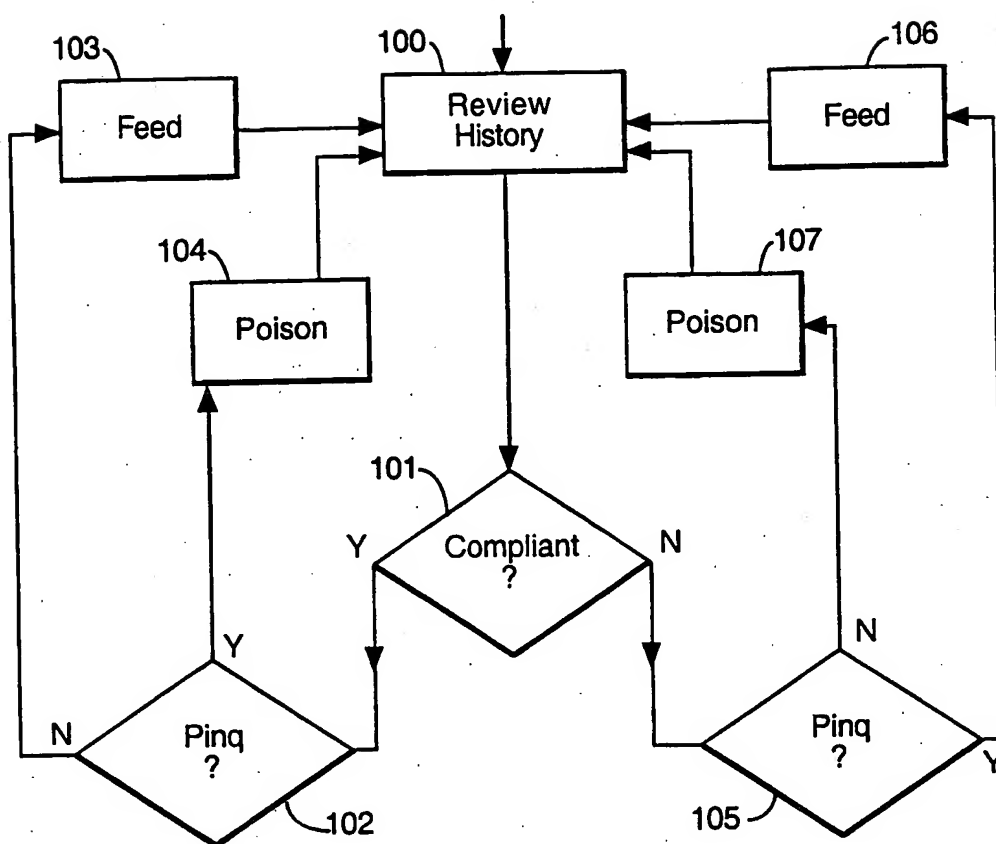 103
100
106
Feed
Review
History
Feed
104
107
Poison
Poison
101
Y
Compliant
?
N
Y
N
N
Pinq
?
Pinq
?
Y
102
105